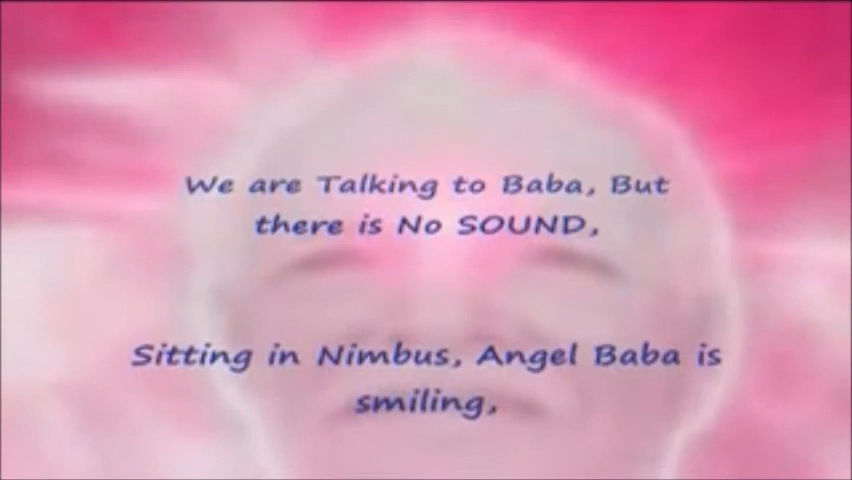 We are Talking to Baba, But
there is No SOUND,
Sitting in Nimbus, Angel Baba is
smiling,